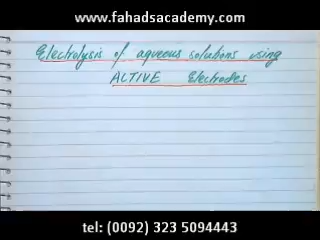 www.fahadsacademy.com
Electrolysis of aqueous solutions using
ACTIVE Electrodes
tel: (0092) 323 5094443